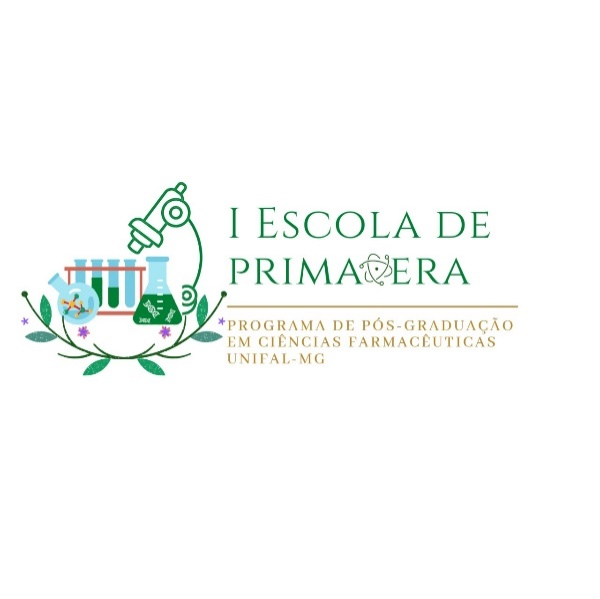 I ESCOLA DE
PRIMAVERA
PROGRAMA DE PÓS-GRADUAÇÃO
EM CIÊNCIAS FARMACÊUTICAS
UNIFAL-MG